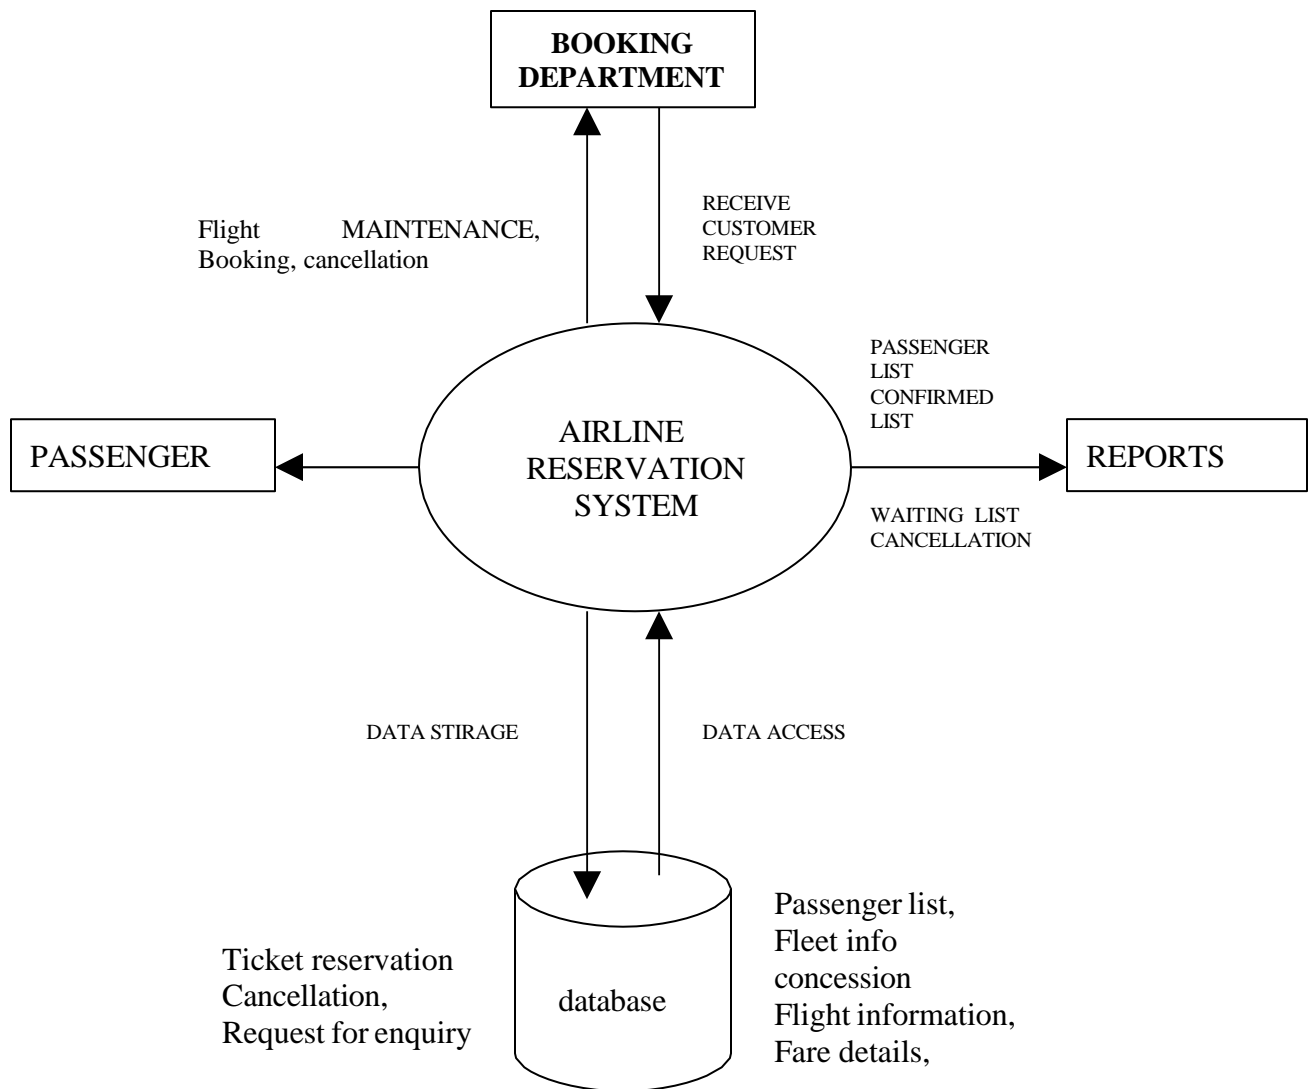 BOOKING
DEPARTMENT
RECEIVE
CUSTOMER
REQUEST
Flight MAINTENANCE,
Booking, cancellation
PASSENGER
LIST
CONFIRMED
LIST
PASSENGER
AIRLINE
RESERVATION
SYSTEM
REPORTS
WAITING LIST
CANCELLATION
DATA STIRAGE
DATA ACCESS
Ticket reservation
Cancellation,
Request for enquiry
database
Passenger list,
Fleet info
concession
Flight information,
Fare details,